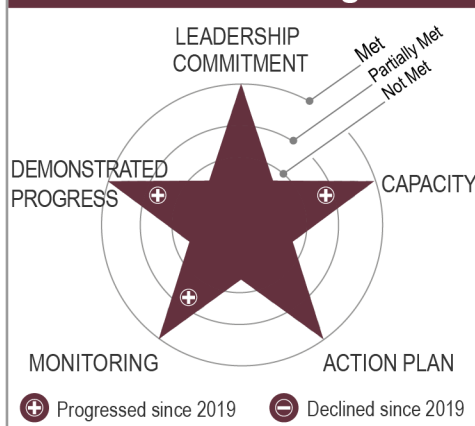 LEADERSHIP
COMMITMENT
Met
Partially Met
Not Met
DEMONSTRATED
PROGRESS
CAPACITY
MONITORING
ACTION PLAN
Progressed since 2019
Declined since 2019